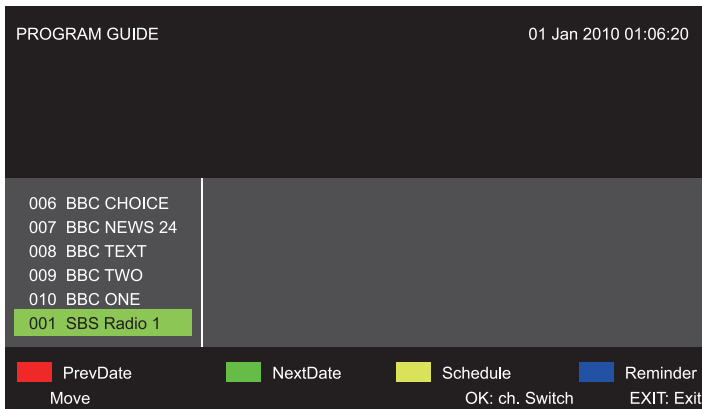 PROGRAM GUIDE 01 Jan 2010 01:06:20
006 BBC CHOICE
007 BBC NEWS 24
008 BBC TEXT
009 BBC TWO
010 BBC ONE
001 SBS Radio 1
PrevDate NextDate Schedule Reminder
Move OK: ch. Switch EXIT: Exit